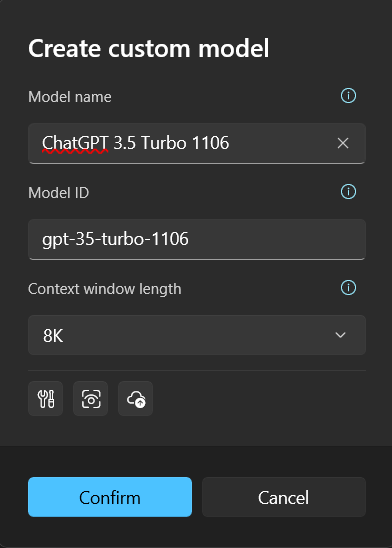 Create custom model
Model name
ChatGPT 3.5 Turbo 1106
Model ID
gpt-35-turbo-1106
Context window length
8K
Confirm
Cancel